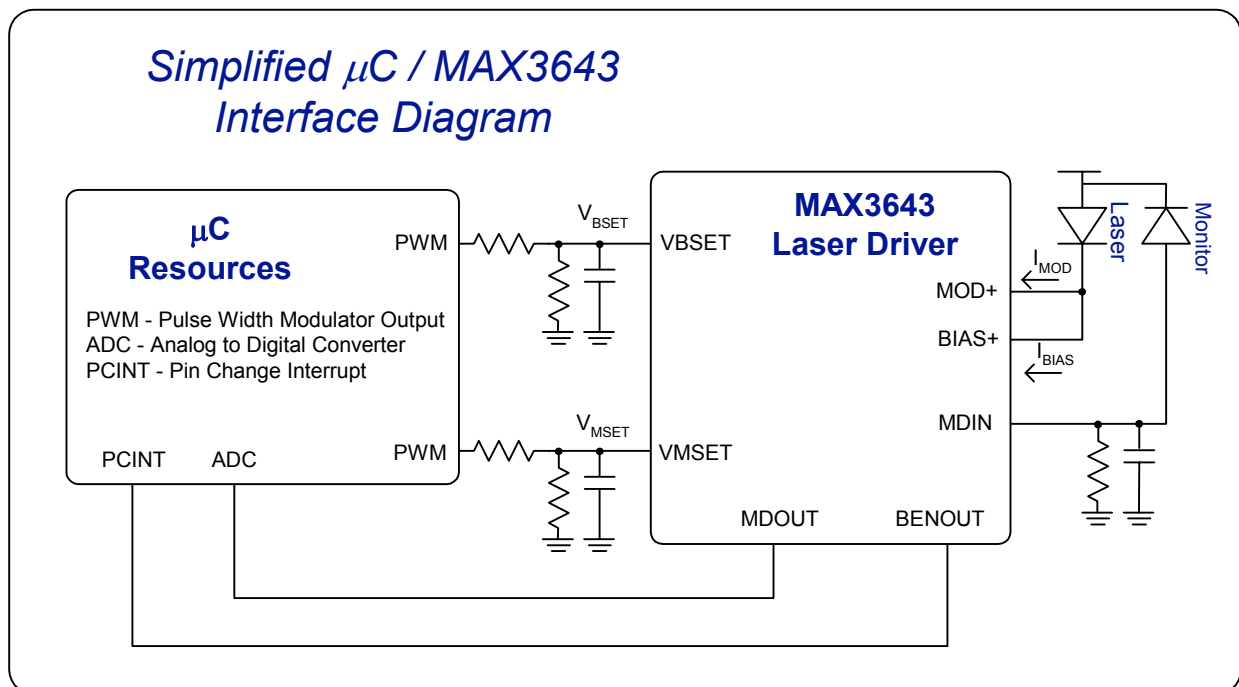 Simplified μC / MAX3643
Interface Diagram
μC
Resources
PWM - Pulse Width Modulator Output
ADC - Analog to Digital Converter
PCINT - Pin Change Interrupt
PWM
PWM
PCINT
ADC
VBSET
VMSET
MAX3643
Laser Driver
VBSET
VMSET
MOD+
BIAS+
MDIN
MDOUT
BENOUT
IMOD
IBIAS
Laser
Monitor